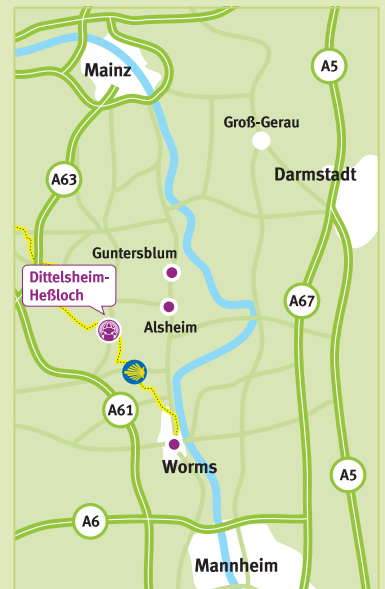 A5
Mainz
Groß-Gerau
Darmstadt
A63
Guntersblum
Dittelsheim-
Heßloch
A67
Alsheim
A61
Worms
A5
A6
Mannheim